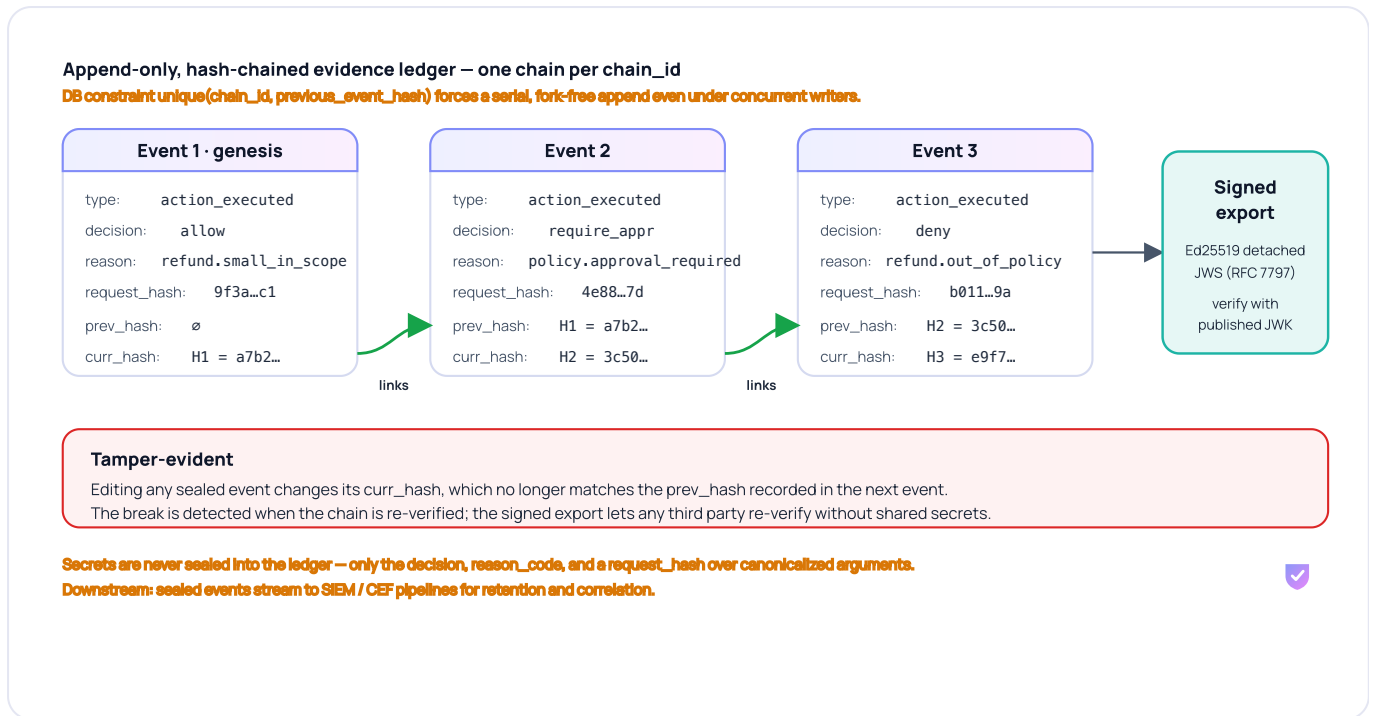 Append-only, hash-chained evidence ledger — one chain per chain_id
DB constraint unique(chain_id, previous_event_hash) forces a serial, fork-free append even under concurrent writers.
Event 1 · genesis
type: action_executed
decision: allow
reason: refund.small_in_scope
request_hash: 9f3a…c1
prev_hash: ∅
curr_hash: H1 = a7b2…
links
Event 2
type: action_executed
decision: require_appr
reason: policy.approval_required
request_hash: 4e88…7d
prev_hash: H1 = a7b2…
curr_hash: H2 = 3c50…
links
Event 3
type: action_executed
decision: deny
reason: refund.out_of_policy
request_hash: b011…9a
prev_hash: H2 = 3c50…
curr_hash: H3 = e9f7…
Signed
export
Ed25519 detached
JWS (RFC 7797)
verify with
published JWK
Tamper-evident
Editing any sealed event changes its curr_hash, which no longer matches the prev_hash recorded in the next event.
The break is detected when the chain is re-verified; the signed export lets any third party re-verify without shared secrets.
Secrets are never sealed into the ledger — only the decision, reason_code, and a request_hash over canonicalized arguments.
Downstream: sealed events stream to SIEM / CEF pipelines for retention and correlation.